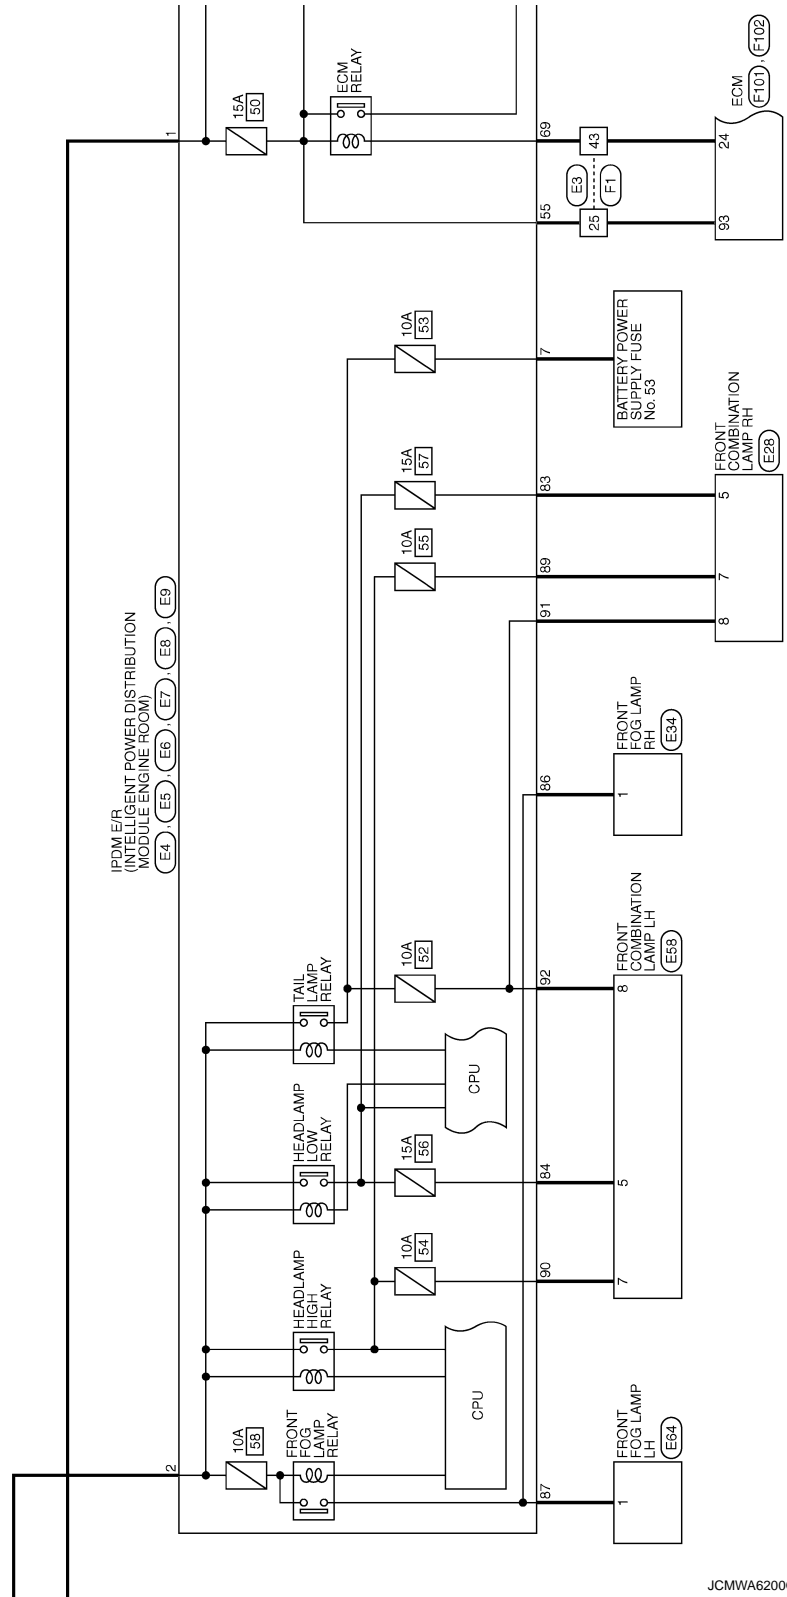 IPDM E/R
(INTELLIGENT POWER DISTRIBUTION
MODULE ENGINE ROOM)
E4 , E5 , E6 , E7 , E8 , E9
2
1
10A
58
FRONT
FOG
LAMP
RELAY
HEADLAMP
HIGH
RELAY
HEADLAMP
LOW
RELAY
TAIL
LAMP
RELAY
15A
50
ECM
RELAY
CPU
10A
54
15A
56
CPU
10A
52
10A
55
15A
57
10A
53
87
90
84
92
86
91
89
83
7
55
69
1
FRONT
FOG LAMP
LH
E64
7
5
8
FRONT
COMBINATION
LAMP LH
E58
1
FRONT
FOG LAMP
RH
E34
8
7
5
FRONT
COMBINATION
LAMP RH
E28
BATTERY POWER
SUPPLY FUSE
No. 53
25
43
E3
F1
93
24
ECM
F101 , F102